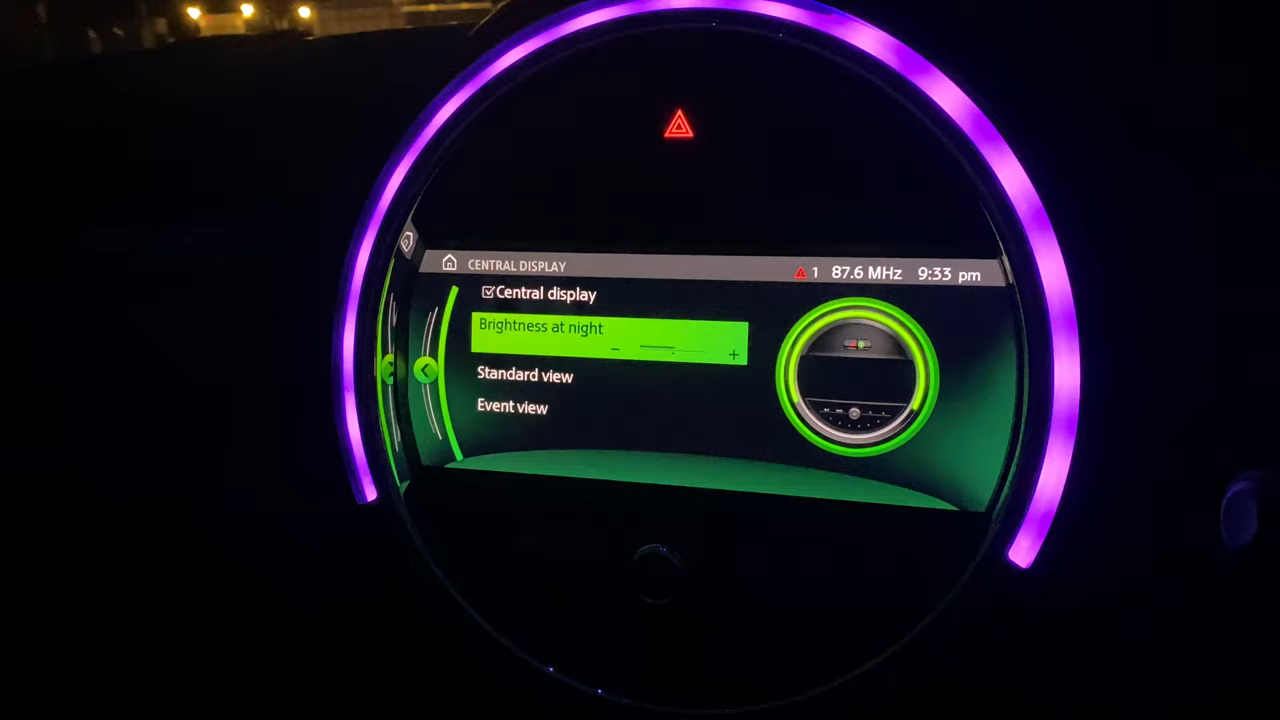 CENTRAL DISPLAY 1 87.6 MHz 9:33 pm
Central display
Brightness at night
- +
Standard view
Event view